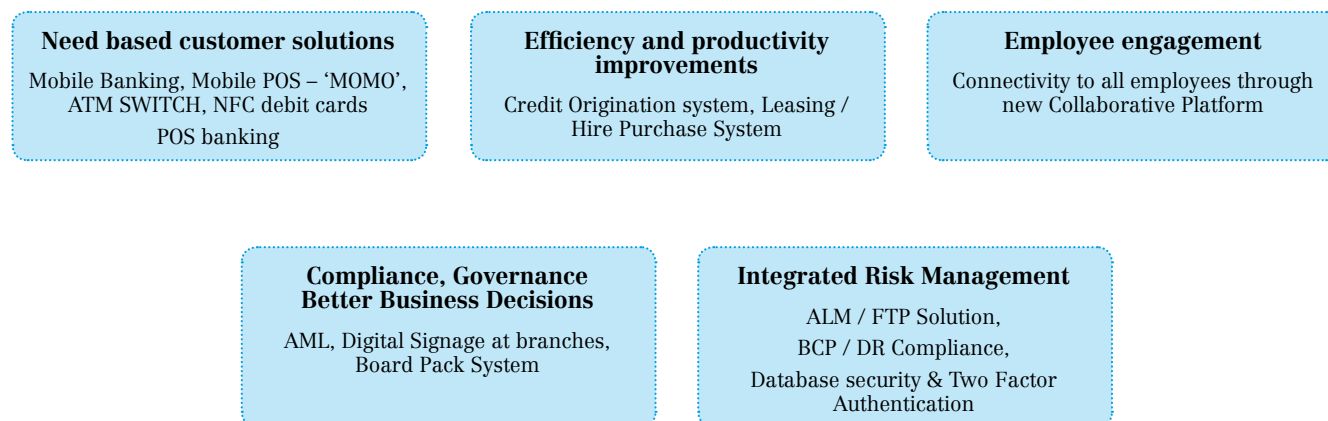 Need based customer solutions
Mobile Banking, Mobile POS – ‘MOMO’,
ATM SWITCH, NFC debit cards
POS banking
Efficiency and productivity
improvements
Credit Origination system, Leasing /
Hire Purchase System
Employee engagement
Connectivity to all employees through
new Collaborative Platform
Compliance, Governance
Better Business Decisions
AML, Digital Signage at branches,
Board Pack System
Integrated Risk Management
ALM / FTP Solution,
BCP / DR Compliance,
Database security & Two Factor
Authentication